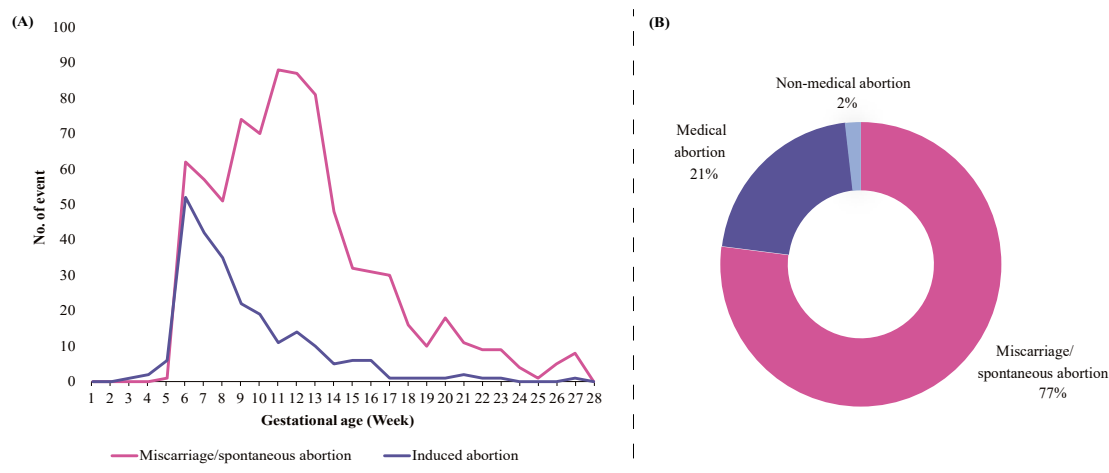 (A)
100
90
80
70
60
50
40
30
20
10
0
No. of event
1 2 3 4 5 6 7 8 9 10 11 12 13 14 15 16 17 18 19 20 21 22 23 24 25 26 27 28
Gestational age (Week)
Miscarriage/spontaneous abortion
Induced abortion
(B)
Non-medical abortion
2%
Medical
abortion
21%
Miscarriage/
spontaneous abortion
77%